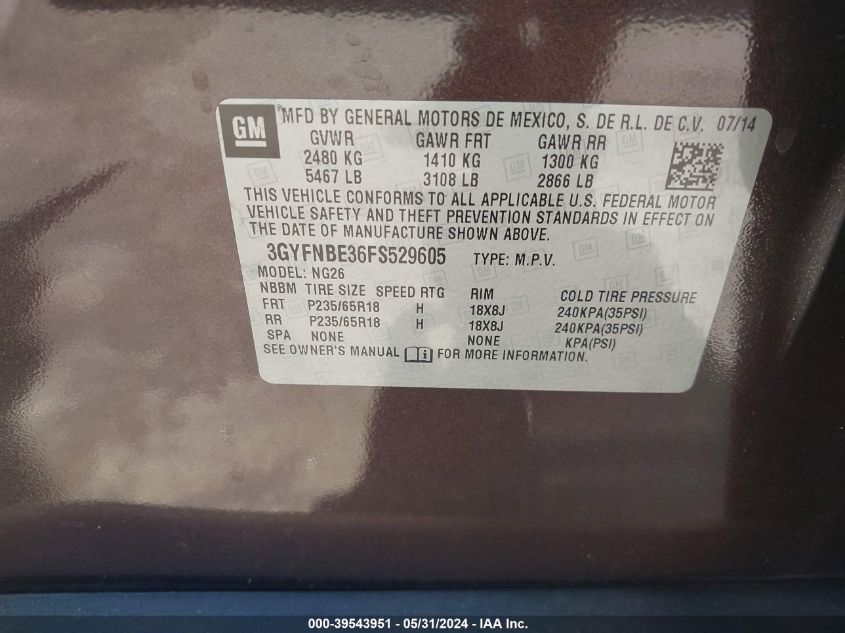 GM
MFD BY GENERAL MOTORS DE MEXICO, S. DE R.L. DE C.V. 07/14
GVWR GAWR FRT GAWR RR
2480 KG 1410 KG 1300 KG
5467 LB 3108 LB 2866 LB
THIS VEHICLE CONFORMS TO ALL APPLICABLE U.S. FEDERAL MOTOR
VEHICLE SAFETY AND THEFT PREVENTION STANDARDS IN EFFECT ON
THE DATE OF MANUFACTURE SHOWN ABOVE.
3GYFNBE36FS529605 TYPE: M.P.V.
MODEL: NG26
NBBM TIRE SIZE SPEED RTG RIM COLD TIRE PRESSURE
FRT P235/65R18 H 18X8J 240KPA(35PSI)
RR P235/65R18 H 18X8J 240KPA(35PSI)
SPA NONE NONE KPA(PSI)
SEE OWNER'S MANUAL FOR MORE INFORMATION.
000-39543951 - 05/31/2024 - IAA Inc.